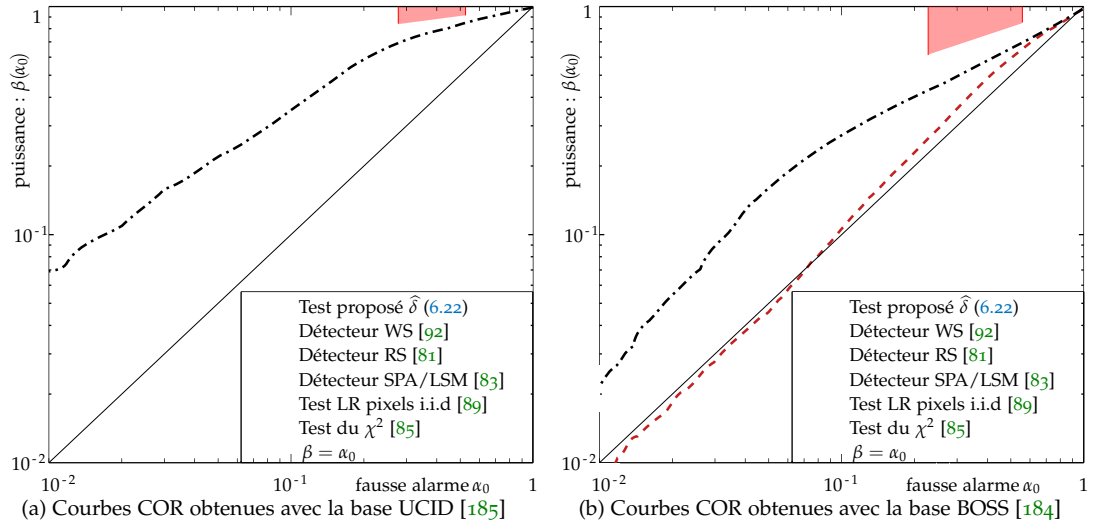 1
puissance : β(α₀)
10⁻¹
10⁻²
10⁻²
10⁻¹
fausse alarme α₀
1
Test proposé δ̂ (6.22)
Détecteur WS [92]
Détecteur RS [81]
Détecteur SPA/LSM [83]
Test LR pixels i.i.d [89]
Test du χ² [85]
β = α₀
(a) Courbes COR obtenues avec la base UCID [185]
1
puissance : β(α₀)
10⁻¹
10⁻²
10⁻²
10⁻¹
fausse alarme α₀
1
Test proposé δ̂ (6.22)
Détecteur WS [92]
Détecteur RS [81]
Détecteur SPA/LSM [83]
Test LR pixels i.i.d [89]
Test du χ² [85]
β = α₀
(b) Courbes COR obtenues avec la base BOSS [184]